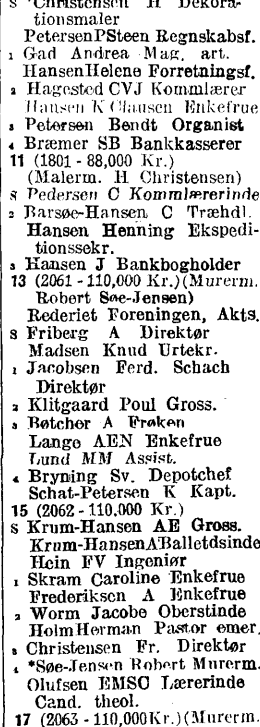 S *Christensen H Dekora-
tionsmaler
PetersenPSteen Regnskabsf.
1 Gad Andrea Mag. art.
HansenHelene Forretningsf.
2 Hagested CVJ Kommlærer
Hansen K Clausen Enkefrue
3 Petersen Bendt Organist
4 Bræmer SB Bankkasserer
11 (1801 - 88,000 Kr.)
(Malerm. H Christensen)
S Pedersen C Kommlærerinde
2 Barsøe-Hansen C Træhdl.
Hansen Henning Ekspedi-
tionssekr.
3 Hansen J Bankbogholder
13 (2061 - 110,000 Kr.)(Murerm.
Robert Søe-Jensen)
Rederiet Foreningen, Akts.
S Friberg A Direktør
Madsen Knud Urtekr.
1 Jacobsen Ferd. Schach
Direktør
2 Klitgaard Poul Gross.
3 Bøtcher A Frøken
Lange AEN Enkefrue
Lund MM Assist.
4 Bryning Sv. Depotchef
Schat-Petersen K Kapt.
15 (2062 - 110,000 Kr.)
S Krum-Hansen AE Gross.
Krum-HansenABalletdsinde
Hein FV Ingeniør
1 Skram Caroline Enkefrue
Frederiksen A Enkefrue
2 Worm Jacobe Oberstinde
HolmHerman Pastor emer.
3 Christensen Fr. Direktør
4 *Søe-Jensen Robert Murerm.
Olufsen EMSC Lærerinde
Cand. theol.
17 (2063 - 110,000Kr.)(Murerm.